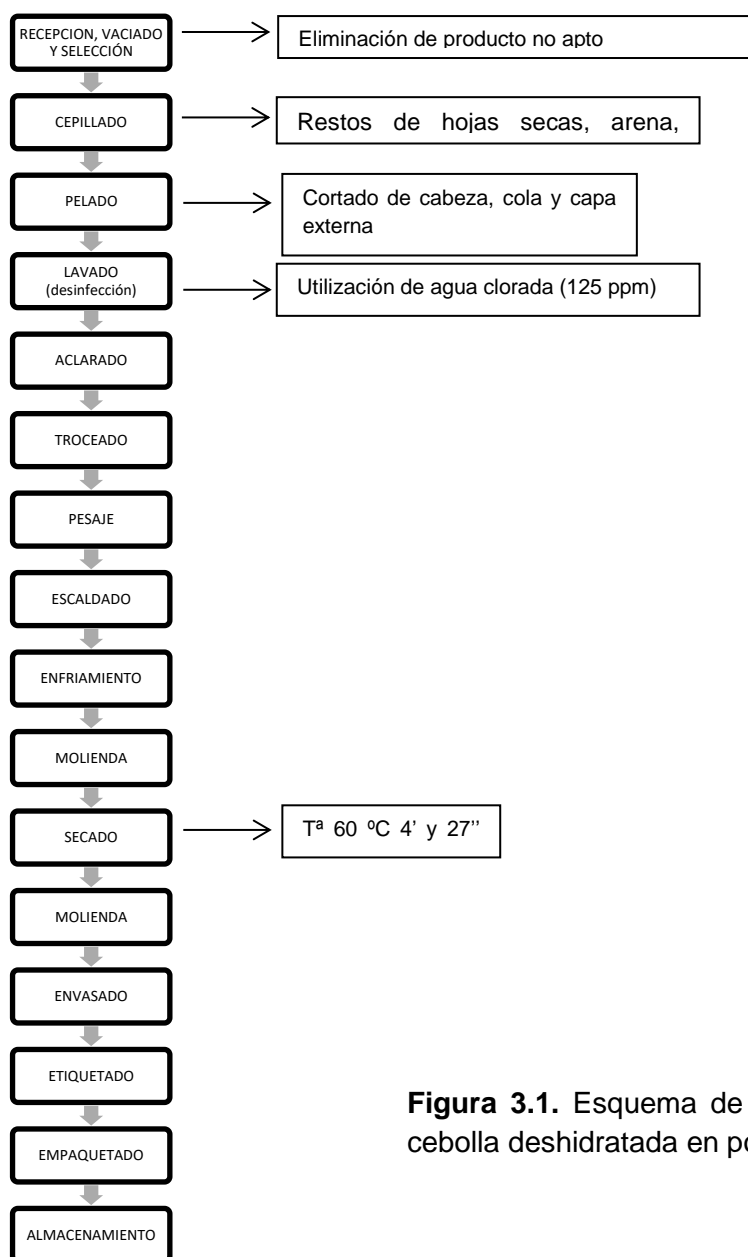 RECEPCION, VACIADO
Y SELECCIÓN
Eliminación de producto no apto
CEPILLADO
Restos de hojas secas, arena,
PELADO
Cortado de cabeza, cola y capa
externa
LAVADO
(desinfección)
Utilización de agua clorada (125 ppm)
ACLARADO
TROCEADO
PESAJE
ESCALDADO
ENFRIAMIENTO
MOLIENDA
SECADO
Tª 60 ºC 4’ y 27’’
MOLIENDA
ENVASADO
ETIQUETADO
Figura 3.1. Esquema de
cebolla deshidratada en
EMPAQUETADO
ALMACENAMIENTO